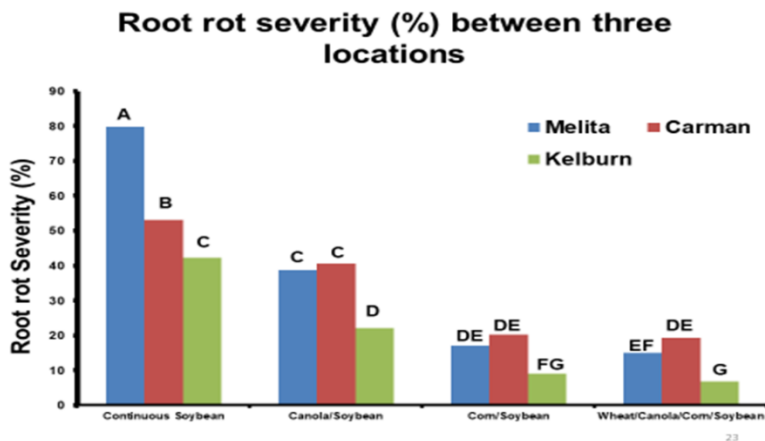 Root rot severity (%) between three
locations
Root rot Severity (%)
90
80
70
60
50
40
30
20
10
0
Melita Carman
Kelburn
A
B
C
C C
D
DE DE
FG
EF DE
G
Continuous Soybean Canola/Soybean Corn/Soybean Wheat/Canola/Corn/Soybean
23